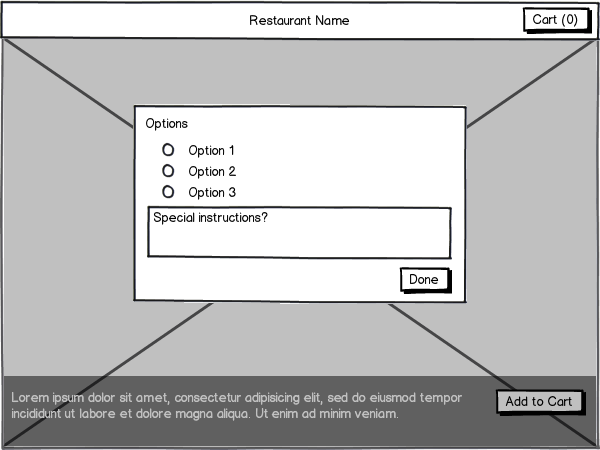 Restaurant Name
Cart (0)
Options
Option 1
Option 2
Option 3
Special instructions?
Done
Lorem ipsum dolor sit amet, consectetur adipisicing elit, sed do eiusmod tempor
incididunt ut labore et dolore magna aliqua. Ut enim ad minim veniam.
Add to Cart